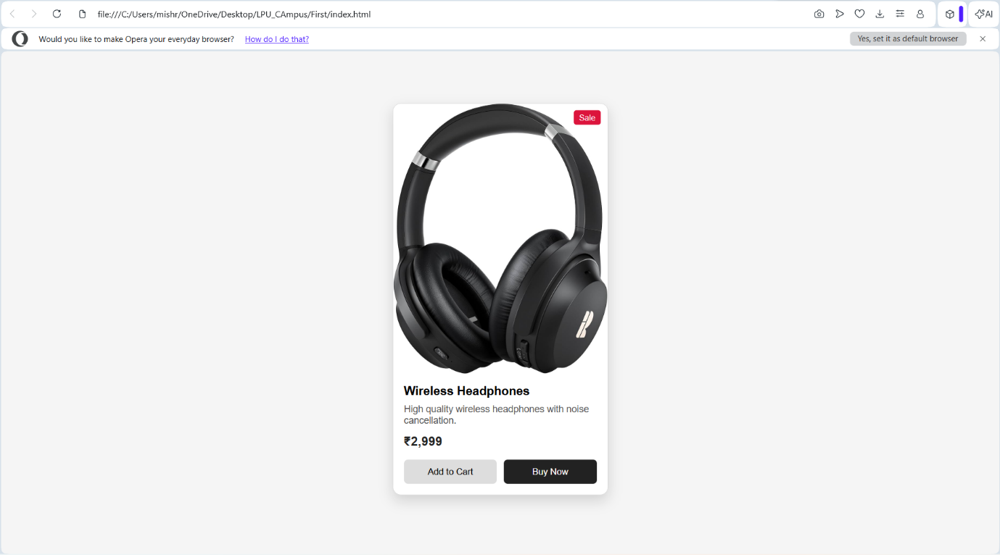 file:///C:/Users/mishr/OneDrive/Desktop/LPU_CAmpus/First/index.html
AI
Would you like to make Opera your everyday browser? How do I do that? Yes, set it as default browser
Sale
Wireless Headphones
High quality wireless headphones with noise
cancellation.
₹2,999
Add to Cart Buy Now